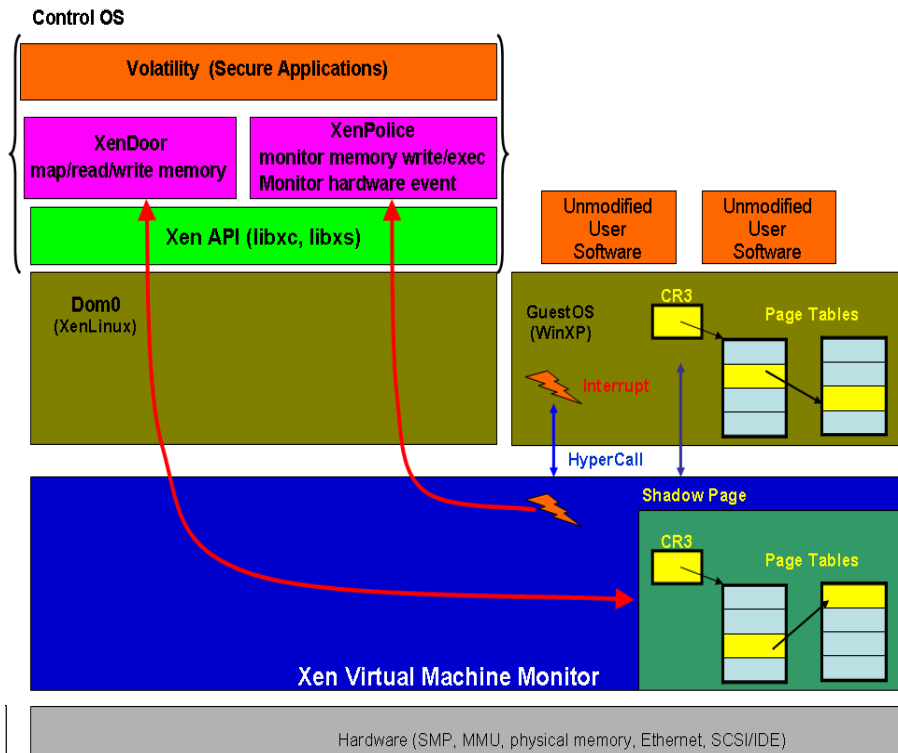 Control OS
Volatility (Secure Applications)
XenDoor
map/read/write memory
XenPolice
monitor memory write/exec
Monitor hardware event
Xen API (libxc, libxs)
Unmodified
User
Software
Unmodified
User
Software
Dom0
(XenLinux)
GuestOS
(WinXP)
CR3
Page Tables
Interrupt
HyperCall
Shadow Page
CR3
Page Tables
Xen Virtual Machine Monitor
Hardware (SMP, MMU, physical memory, Ethernet, SCSI/IDE)